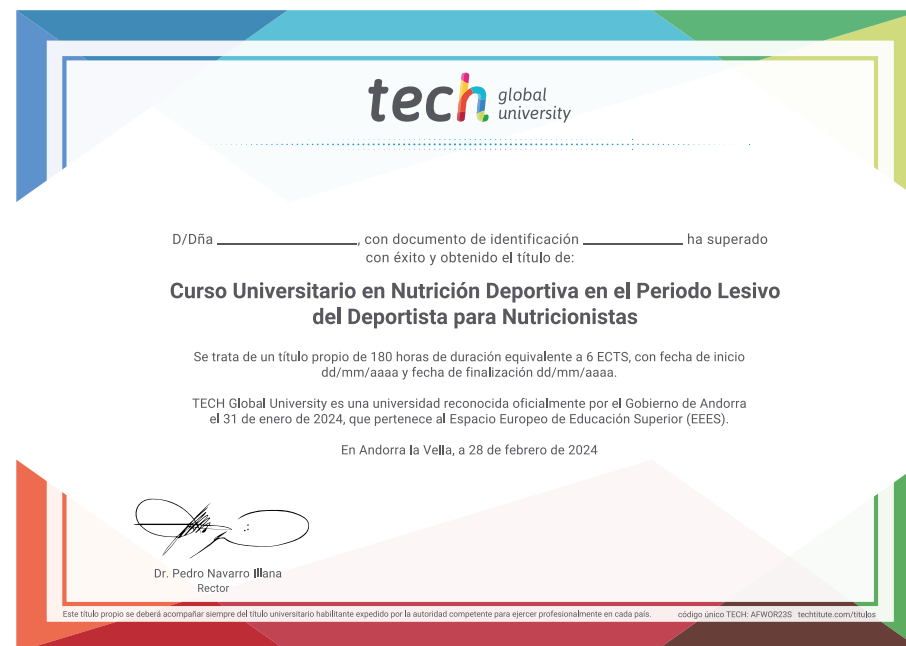 tech global university
D/Dña ____________________, con documento de identificación ______________ ha superado
con éxito y obtenido el título de:
Curso Universitario en Nutrición Deportiva en el Periodo Lesivo
del Deportista para Nutricionistas
Se trata de un título propio de 180 horas de duración equivalente a 6 ECTS, con fecha de inicio
dd/mm/aaaa y fecha de finalización dd/mm/aaaa.
TECH Global University es una universidad reconocida oficialmente por el Gobierno de Andorra
el 31 de enero de 2024, que pertenece al Espacio Europeo de Educación Superior (EEES).
En Andorra la Vella, a 28 de febrero de 2024
Dr. Pedro Navarro Illana
Rector
Este título propio se deberá acompañar siempre del título universitario habilitante expedido por la autoridad competente para ejercer profesionalmente en cada país. código único TECH: AFWOR23S techtitute.com/titulos